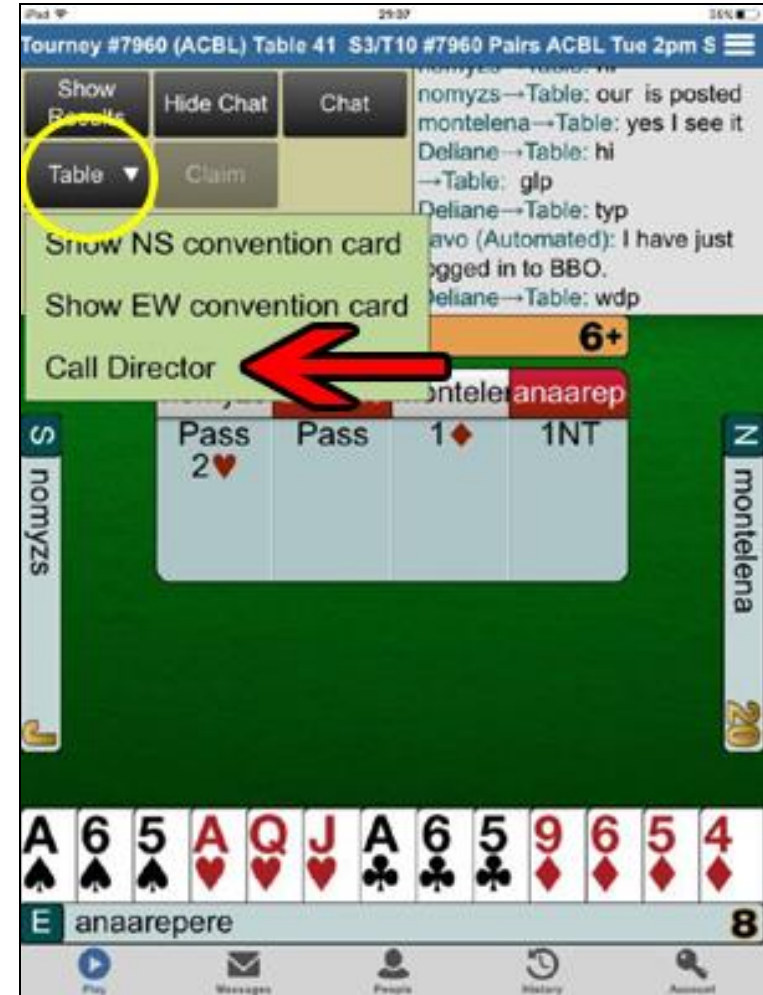 iPad
Tourney #7960 (ACBL) Table 41 S3/T10 #7960 Pairs ACBL Tue 2pm S
Show
Results
Hide Chat
Chat
Table ▼
Claim
nomyzs→Table: hi
nomyzs→Table: our is posted
montelena→Table: yes I see it
Deliane→Table: hi
→Table: glp
Deliane→Table: typ
(Automated): I have just
logged in to BBO.
Deliane→Table: wdp
Show NS convention card
Show EW convention card
Call Director
6+
anaarep
Pass Pass 1♦ 1NT
2♥
S nomyzs J
N montelena 20
A 6 5 A Q J A 6 5 9 6 5 4
♠ ♠ ♠ ♥ ♥ ♥ ♣ ♣ ♣ ♦ ♦ ♦ ♦
E anaarepere 8
Play Messages People History Account